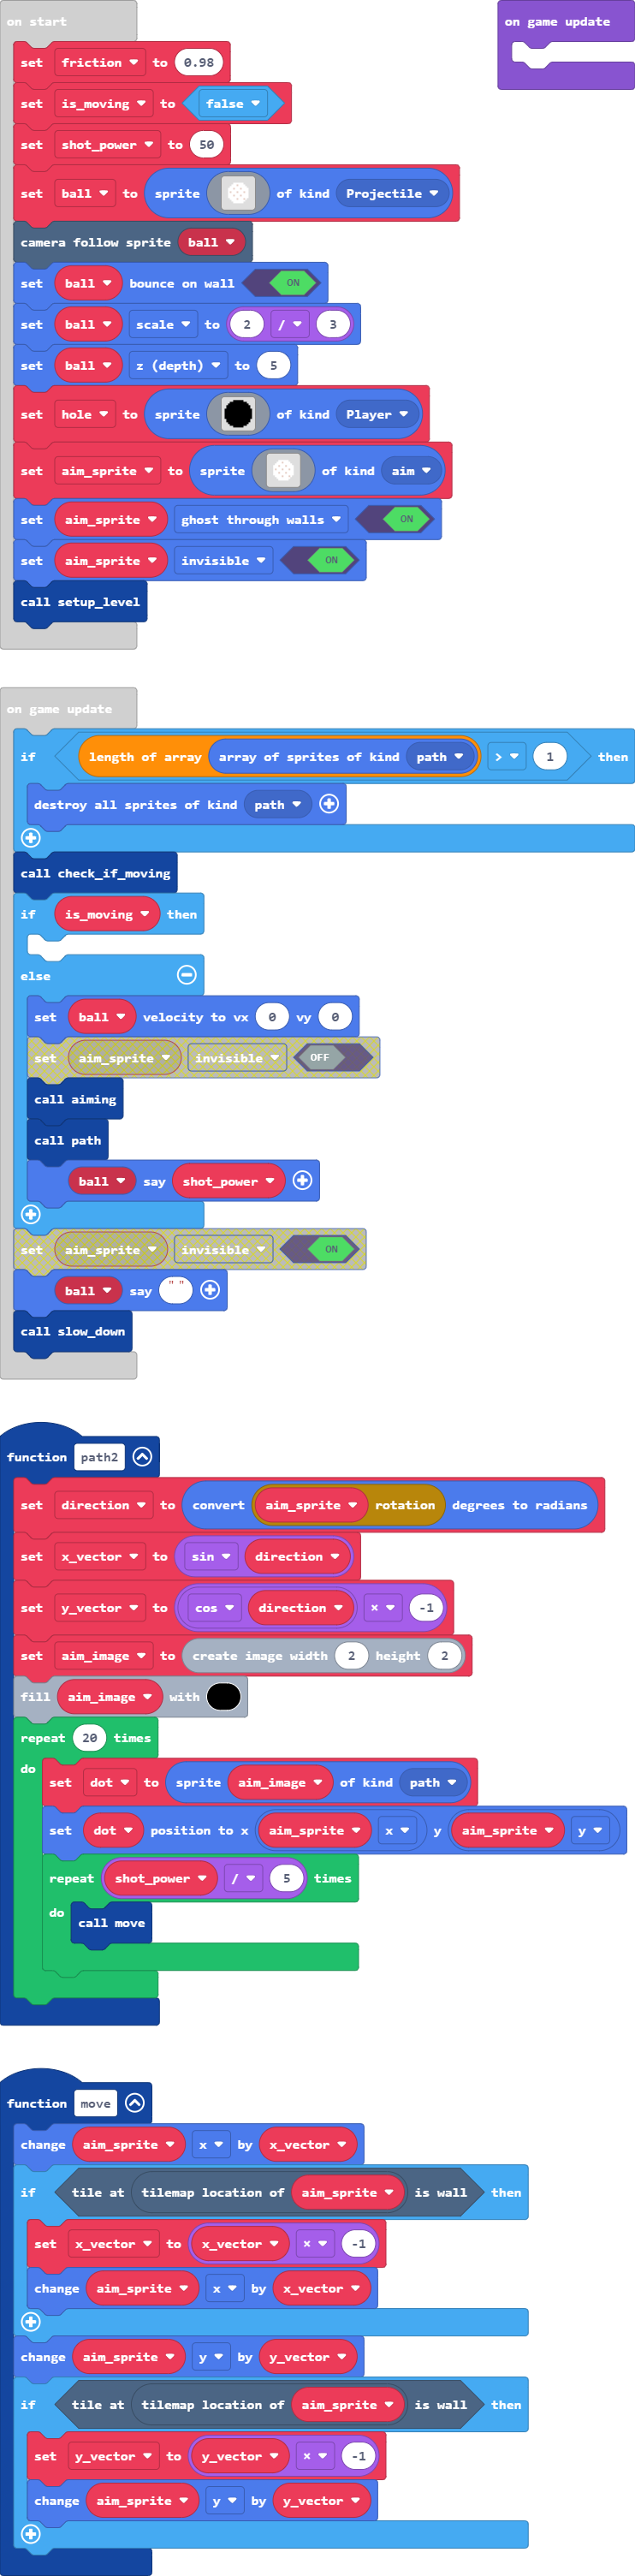 on start
on game update
set friction to 0.98
set is_moving to false
set shot_power to 50
set ball to sprite of kind Projectile
camera follow sprite ball
set ball bounce on wall ON
set ball scale to 2 / 3
set ball z (depth) to 5
set hole to sprite of kind Player
set aim_sprite to sprite of kind aim
set aim_sprite ghost through walls ON
set aim_sprite invisible ON
call setup_level
on game update
if length of array array of sprites of kind path > 1 then
destroy all sprites of kind path
call check_if_moving
if is_moving then
else
set ball velocity to vx 0 vy 0
set aim_sprite invisible OFF
call aiming
call path
ball say shot_power
set aim_sprite invisible ON
ball say " "
call slow_down
function path2
set direction to convert aim_sprite rotation degrees to radians
set x_vector to sin direction
set y_vector to cos direction × -1
set aim_image to create image width 2 height 2
fill aim_image with
repeat 20 times
do
set dot to sprite aim_image of kind path
set dot position to x aim_sprite x y aim_sprite y
repeat shot_power / 5 times
do
call move
function move
change aim_sprite x by x_vector
if tile at tilemap location of aim_sprite is wall then
set x_vector to x_vector × -1
change aim_sprite x by x_vector
change aim_sprite y by y_vector
if tile at tilemap location of aim_sprite is wall then
set y_vector to y_vector × -1
change aim_sprite y by y_vector